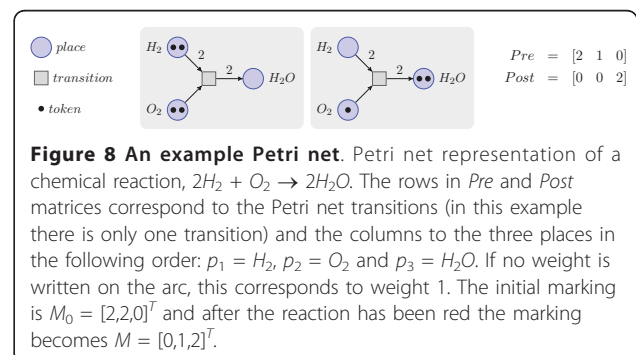 place
transition
token
H₂ 2
2 H₂O
O₂
H₂ 2
2 H₂O
O₂
Pre = [2 1 0]
Post = [0 0 2]
Figure 8 An example Petri net. Petri net representation of a
chemical reaction, 2H₂ + O₂ → 2H₂O. The rows in Pre and Post
matrices correspond to the Petri net transitions (in this example
there is only one transition) and the columns to the three places in
the following order: p₁ = H₂, p₂ = O₂ and p₃ = H₂O. If no weight is
written on the arc, this corresponds to weight 1. The initial marking
is M₀ = [2,2,0]ᵀ and after the reaction has been red the marking
becomes M = [0,1,2]ᵀ.